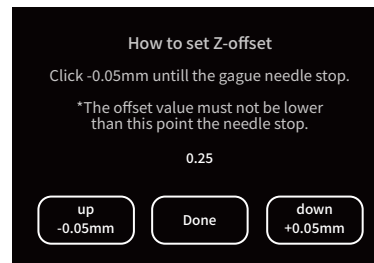 How to set Z-offset
Click -0.05mm untill the gague needle stop.
*The offset value must not be lower
than this point the needle stop.
0.25
up
-0.05mm
Done
down
+0.05mm